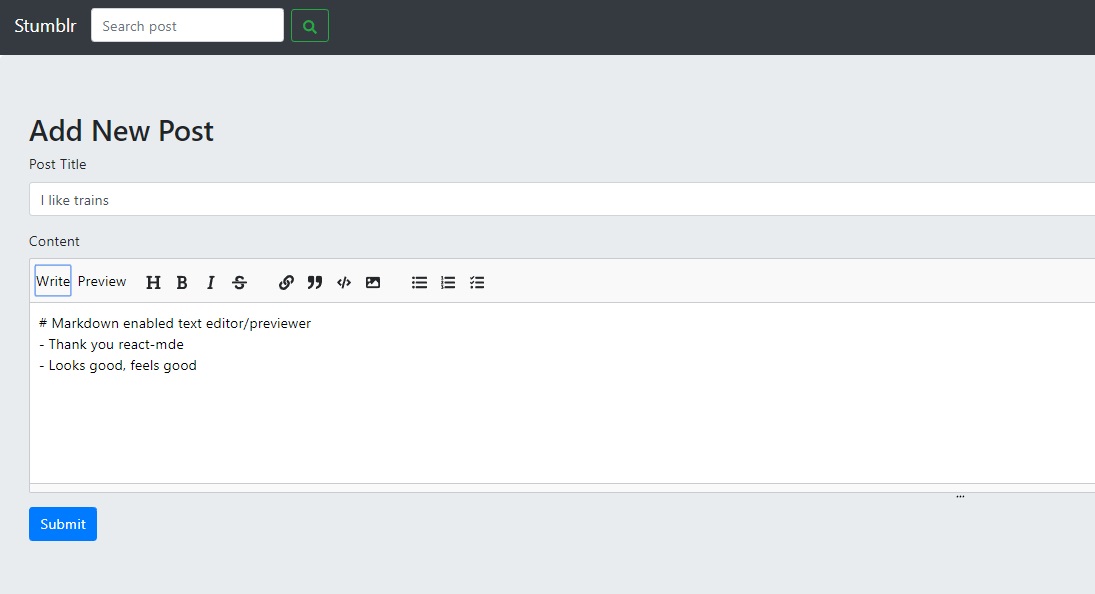 Stumblr Search post
Add New Post
Post Title
I like trains
Content
Write Preview H B I S
# Markdown enabled text editor/previewer
- Thank you react-mde
- Looks good, feels good
...
Submit